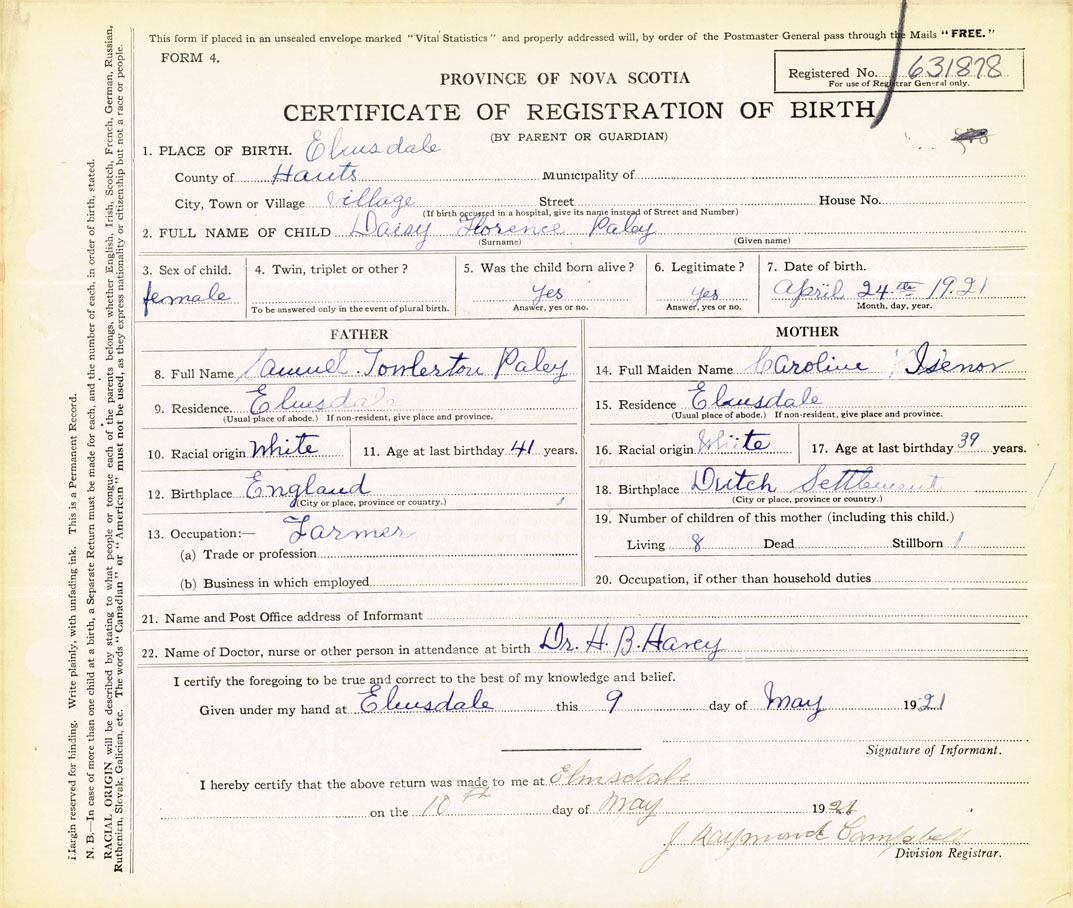 This form if placed in an unsealed envelope marked "Vital Statistics" and properly addressed will, by order of the Postmaster General pass through the Mails "FREE."
FORM 4.
Registered No. 631878
For use of Registrar General only.
PROVINCE OF NOVA SCOTIA
CERTIFICATE OF REGISTRATION OF BIRTH
(BY PARENT OR GUARDIAN)
1. PLACE OF BIRTH. Elmsdale
County of Hants Municipality of
City, Town or Village Village Street House No.
(If birth occurred in a hospital, give its name instead of Street and Number)
2. FULL NAME OF CHILD Daisy Florence Paley
(Surname) (Given name)
3. Sex of child. female
4. Twin, triplet or other?
To be answered only in the event of plural birth.
5. Was the child born alive? yes
Answer, yes or no.
6. Legitimate? yes
Answer, yes or no.
7. Date of birth. April 24th 1921
Month, day, year.
FATHER
8. Full Name Samuel Towlerton Paley
9. Residence. Elmsdale
(Usual place of abode.) If non-resident, give place and province.
10. Racial origin White 11. Age at last birthday 41 years.
12. Birthplace England
(City or place, province or country.)
13. Occupation:— Farmer
(a) Trade or profession
(b) Business in which employed
MOTHER
14. Full Maiden Name Caroline Isenor
15. Residence Elmsdale
(Usual place of abode.) If non-resident, give place and province.
16. Racial origin White 17. Age at last birthday 39 years.
18. Birthplace Dutch Settlement
(City or place, province or country.)
19. Number of children of this mother (including this child.)
Living 8 Dead Stillborn 1
20. Occupation, if other than household duties
21. Name and Post Office address of Informant
22. Name of Doctor, nurse or other person in attendance at birth Dr. H. B. Havey
I certify the foregoing to be true and correct to the best of my knowledge and belief.
Given under my hand at Elmsdale this 9 day of May 1921
Signature of Informant.
I hereby certify that the above return was made to me at Elmsdale
on the 10th day of May 1921
J Raymond Campbell
Division Registrar.
Margin reserved for binding. Write plainly, with unfading ink. This is a Permanent Record.
N. B.—In case of more than one child at a birth, a Separate Return must be made for each, and the number of each, in order of birth, stated.
RACIAL ORIGIN will be described by stating to what people or tongue each of the parents belongs, whether English, Irish, Scotch, French, German, Russian,
Ruthenian, Slovak, Galician, etc. The words "Canadian" or "American" must not be used, as they express nationality or citizenship but not a race or people.